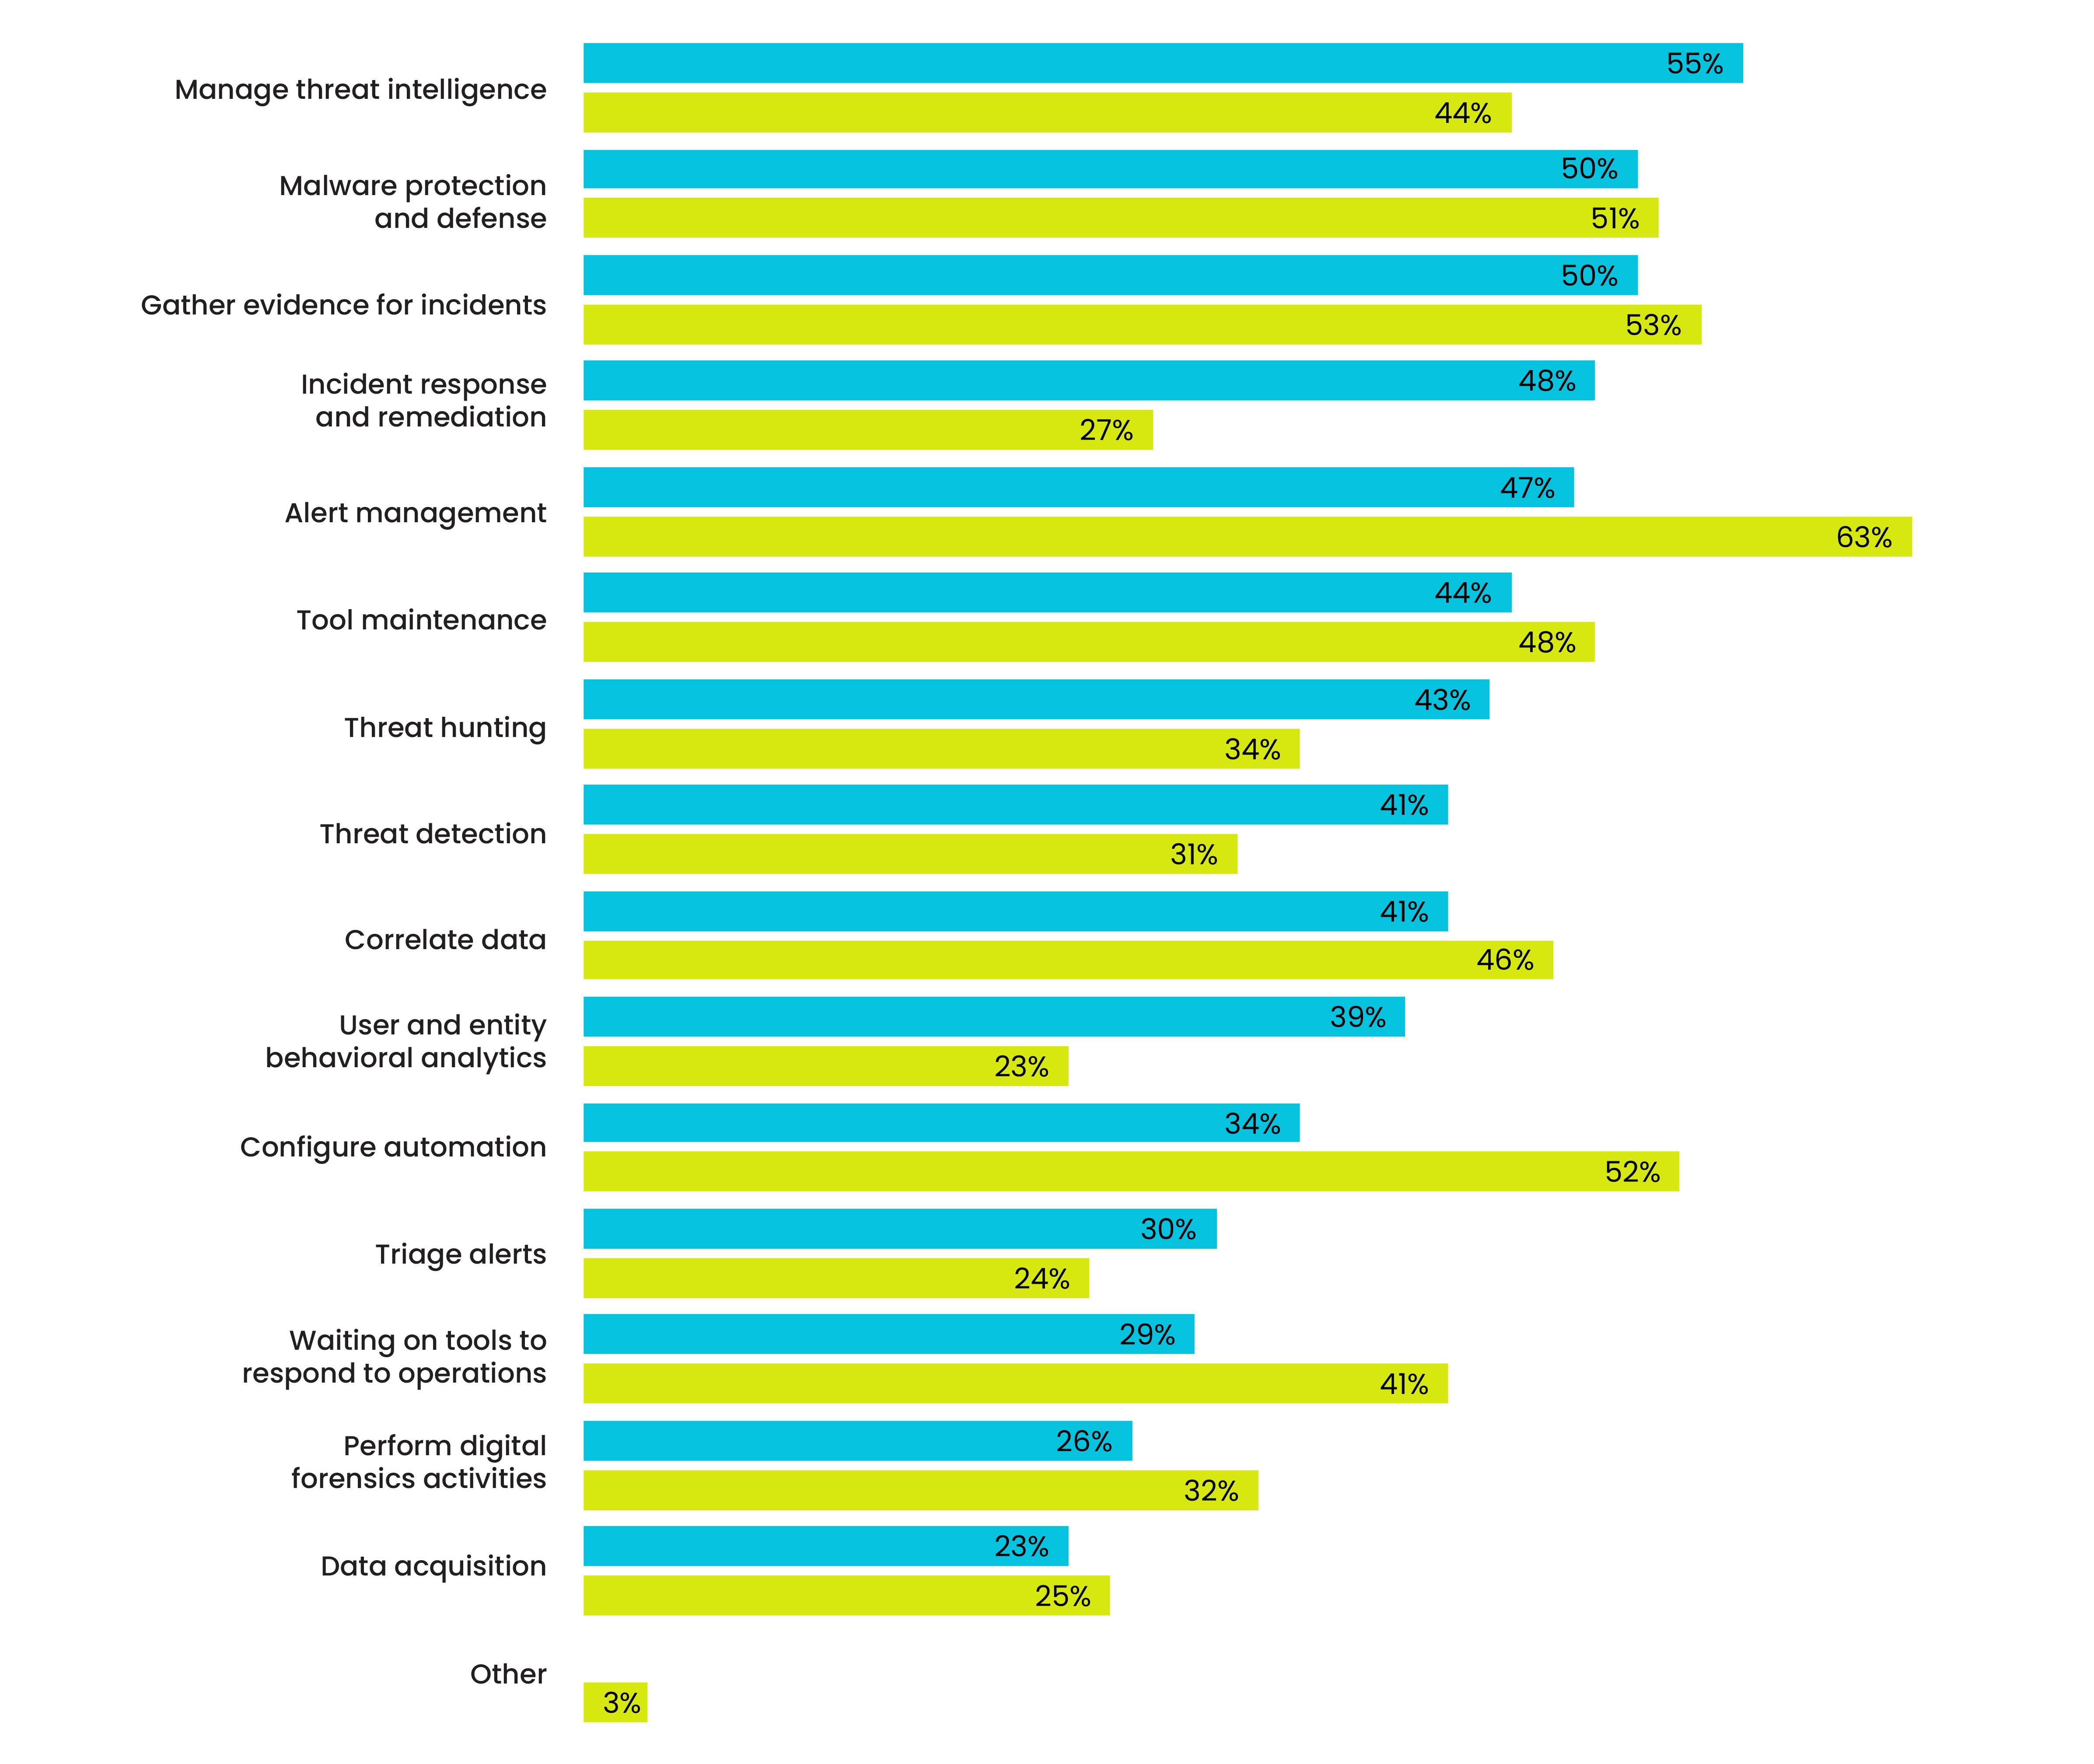 Manage threat intelligence
55%
44%
Malware protection
and defense
50%
51%
Gather evidence for incidents
50%
53%
Incident response
and remediation
48%
27%
Alert management
47%
63%
Tool maintenance
44%
48%
Threat hunting
43%
34%
Threat detection
41%
31%
Correlate data
41%
46%
User and entity
behavioral analytics
39%
23%
Configure automation
34%
52%
Triage alerts
30%
24%
Waiting on tools to
respond to operations
29%
41%
Perform digital
forensics activities
26%
32%
Data acquisition
23%
25%
Other
3%